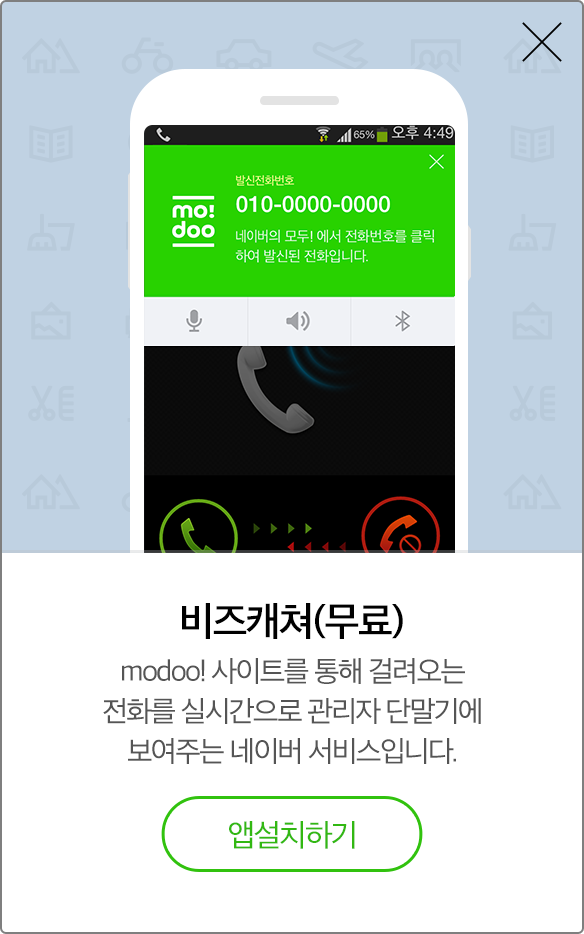 65% 오후 4:49
발신전화번호
mo!
doo
010-0000-0000
네이버의 모두! 에서 전화번호를 클릭
하여 발신된 전화입니다.
비즈캐쳐(무료)
modoo! 사이트를 통해 걸려오는
전화를 실시간으로 관리자 단말기에
보여주는 네이버 서비스입니다.
앱설치하기